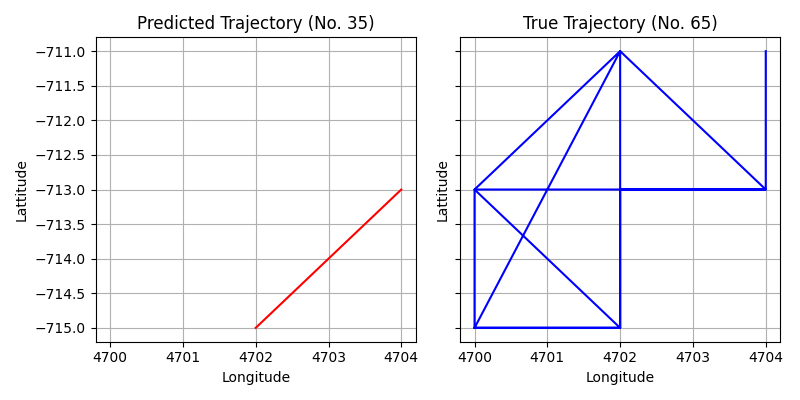 Predicted Trajectory (No. 35)
−711.0
−711.5
−712.0
−712.5
−713.0
−713.5
−714.0
−714.5
−715.0
Lattitude
4700 4701 4702 4703 4704
Longitude
True Trajectory (No. 65)
Lattitude
4700 4701 4702 4703 4704
Longitude